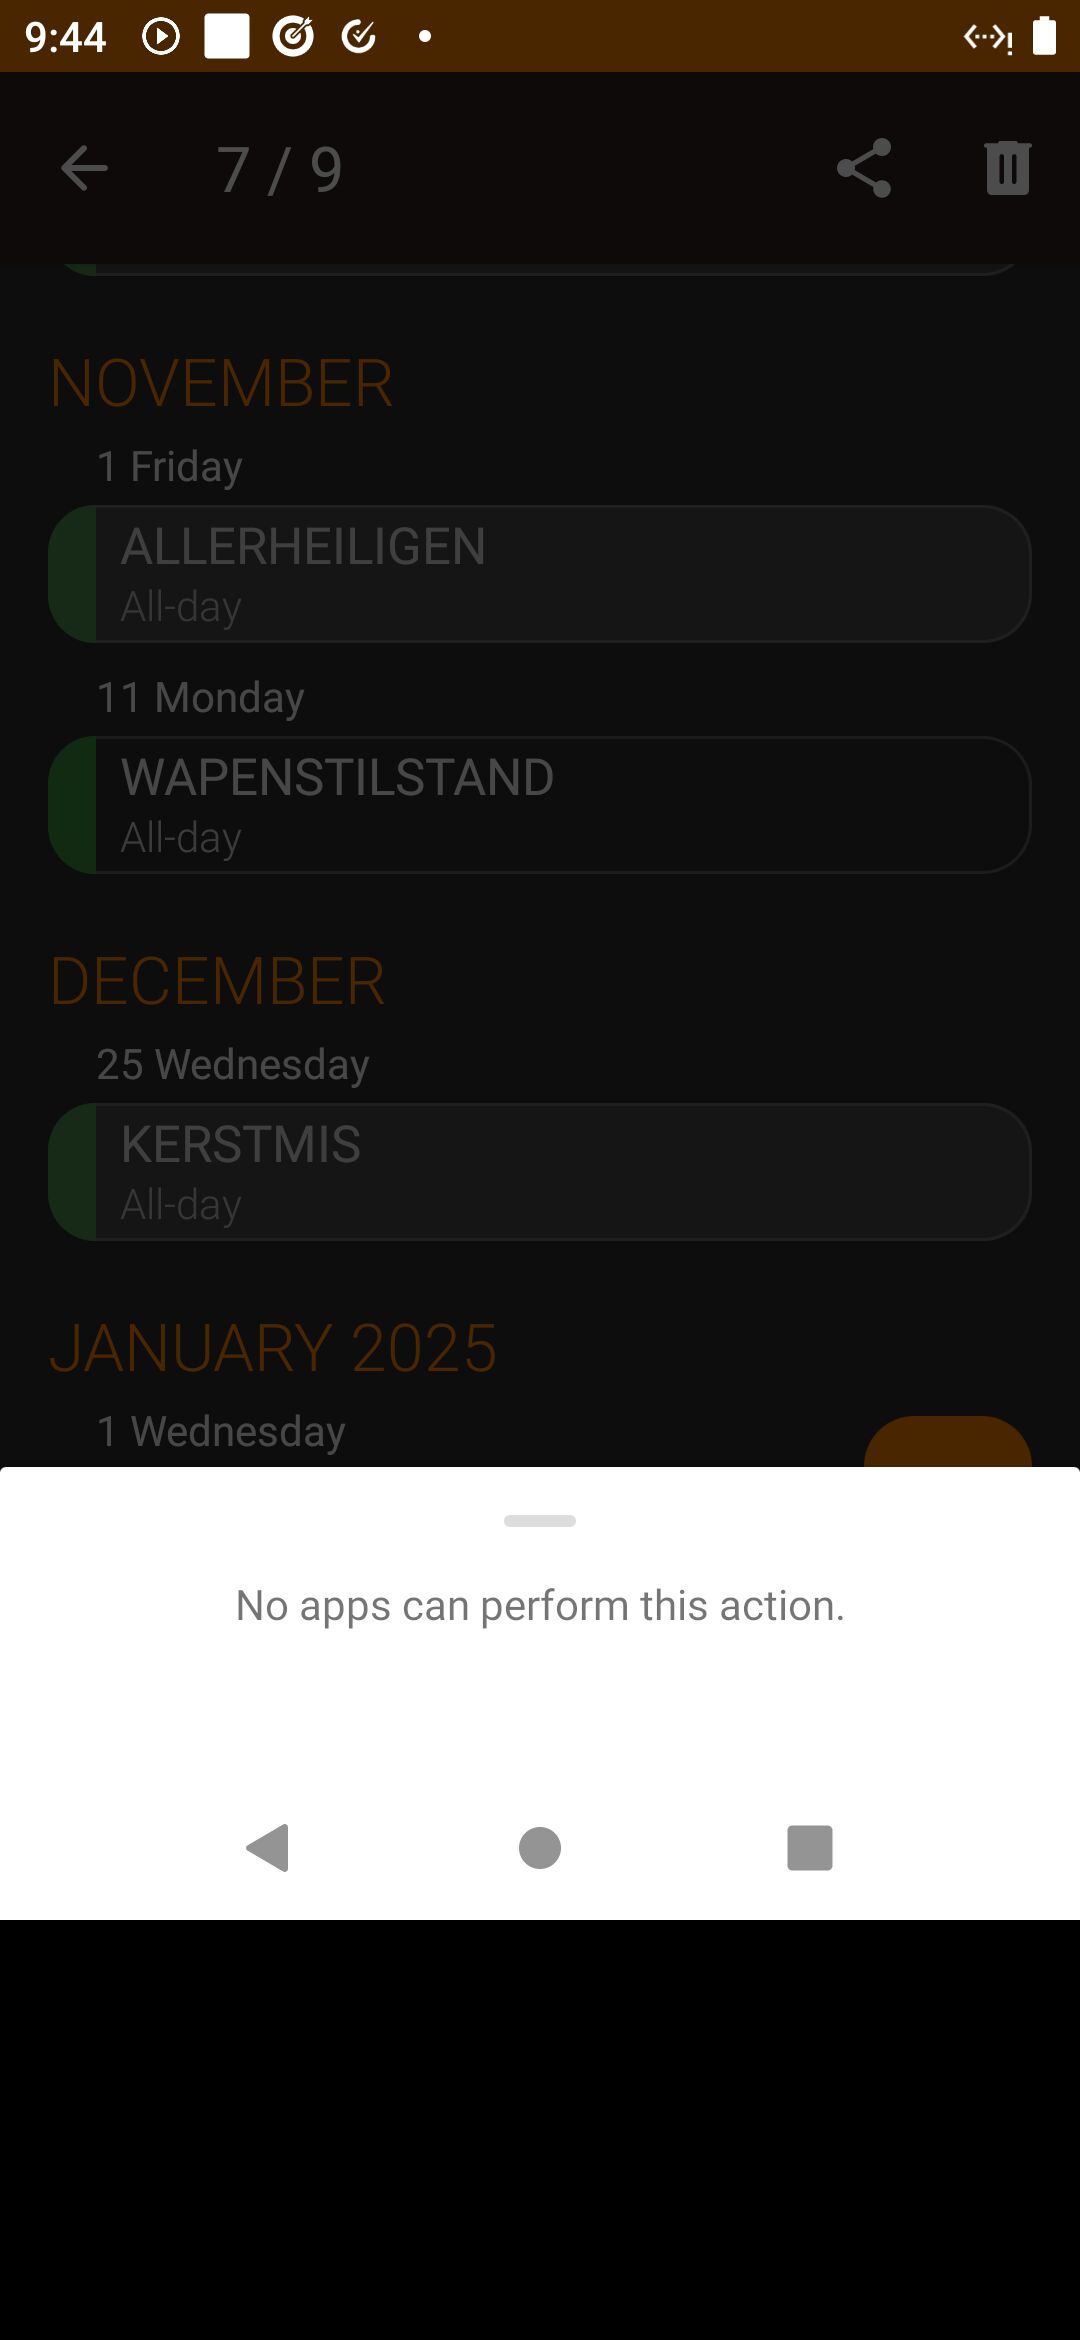 9:44
7 / 9
NOVEMBER
1 Friday
ALLERHEILIGEN
All-day
11 Monday
WAPENSTILSTAND
All-day
DECEMBER
25 Wednesday
KERSTMIS
All-day
JANUARY 2025
1 Wednesday
No apps can perform this action.